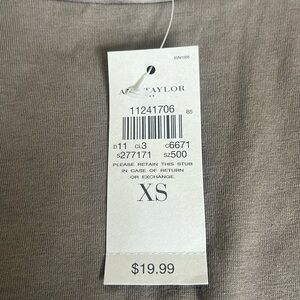 ANN TAYLOR
11241706
85
D11 CL3 C6671
S277171 SZ500
PLEASE RETAIN THIS STUB
IN CASE OF RETURN
OR EXCHANGE.
XS
$19.99